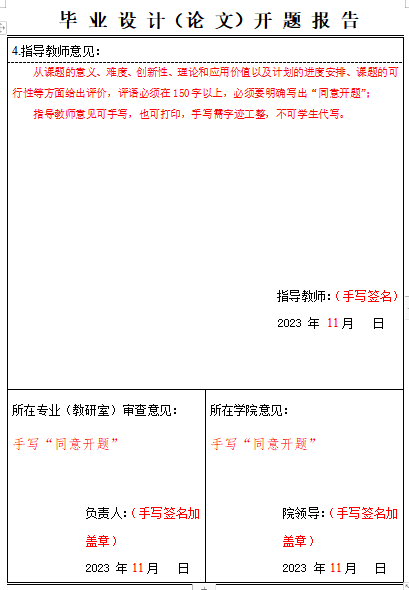 毕 业 设 计（论 文）开 题 报 告
4.指导教师意见：
从课题的意义、难度、创新性、理论和应用价值以及计划的进度安排、课题的可
行性等方面给出评价，评语必须在 150 字以上，必须要明确写出“同意开题”；
指导教师意见可手写，也可打印，手写需字迹工整，不可学生代写。
指导教师：（手写签名）
2023 年 11 月 日
所在专业（教研室）审查意见：
手写“同意开题”
负责人：（手写签名加
盖章）
2023 年 11 月 日
所在学院意见：
手写“同意开题”
院领导：（手写签名加
盖章）
2023 年 11 月 日